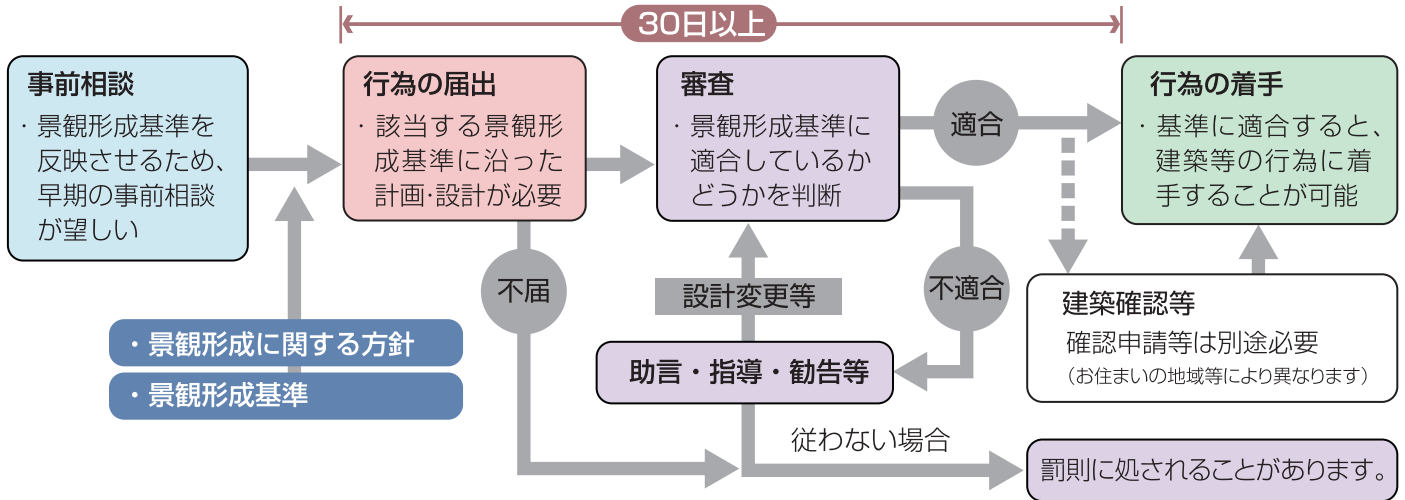 30日以上
事前相談
・景観形成基準を
反映させるため、
早期の事前相談
が望しい
行為の届出
・該当する景観形
成基準に沿った
計画・設計が必要
審査
・景観形成基準に
適合しているか
どうかを判断
適合
行為の着手
・基準に適合すると、
建築等の行為に着
手することが可能
不届
設計変更等
不適合
建築確認等
確認申請等は別途必要
（お住まいの地域等により異なります）
・景観形成に関する方針
・景観形成基準
助言・指導・勧告等
従わない場合
罰則に処されることがあります。